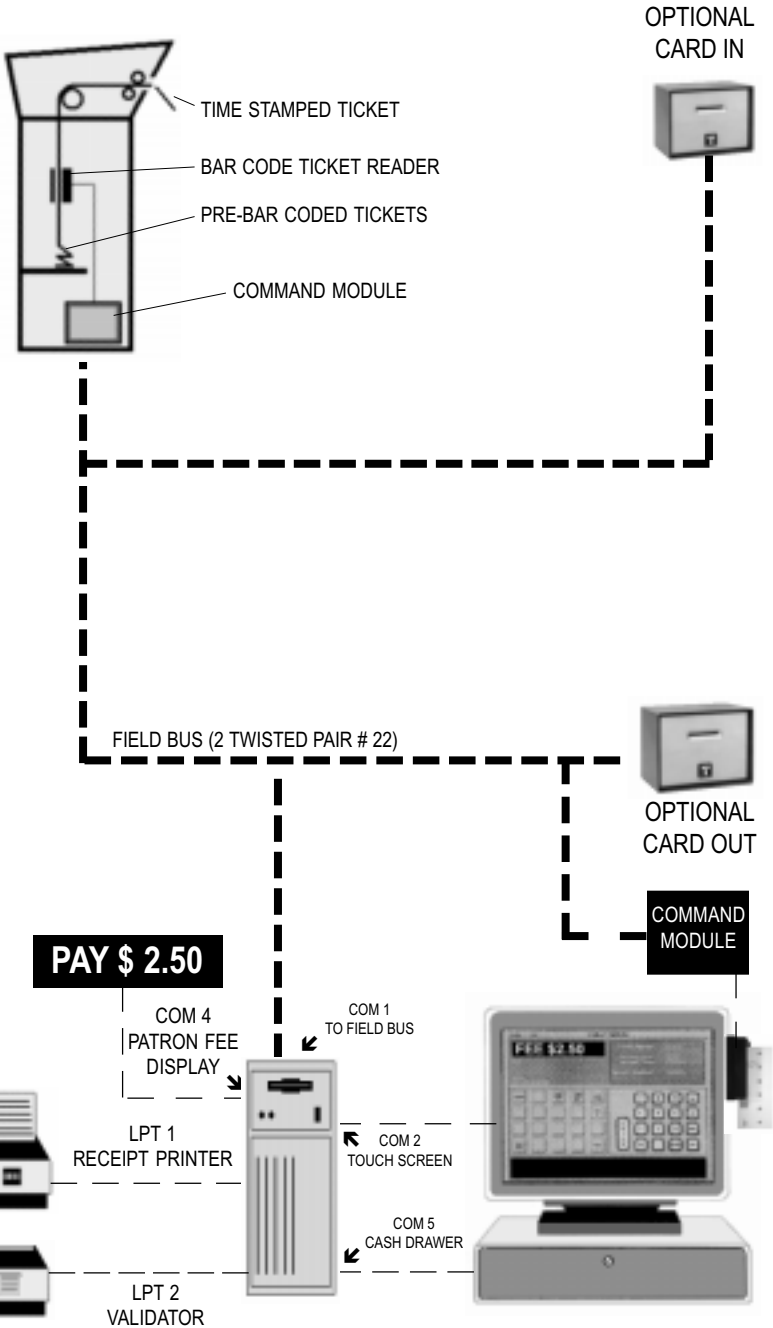 OPTIONAL
CARD IN
TIME STAMPED TICKET
BAR CODE TICKET READER
PRE-BAR CODED TICKETS
COMMAND MODULE
FIELD BUS (2 TWISTED PAIR # 22)
OPTIONAL
CARD OUT
COMMAND
MODULE
PAY $ 2.50
COM 4
PATRON FEE
DISPLAY
COM 1
TO FIELD BUS
FEE $2.50
LPT 1
RECEIPT PRINTER
COM 2
TOUCH SCREEN
COM 5
CASH DRAWER
LPT 2
VALIDATOR